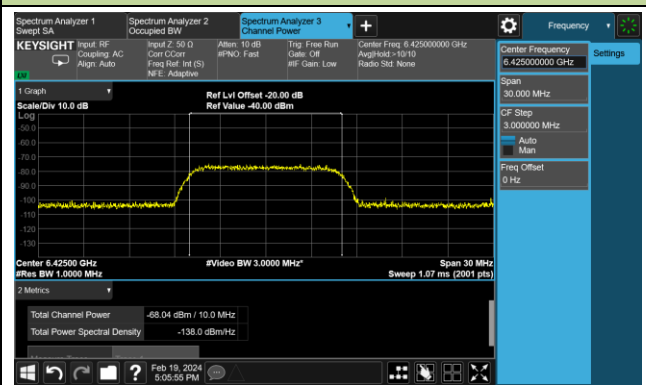 Spectrum Analyzer 1
Swept SA
Spectrum Analyzer 2
Occupied BW
Spectrum Analyzer 3
Channel Power
Frequency
KEYSIGHT
Input: RF
Coupling: AC
Align: Auto
Input Z: 50 Ω
Corr CCorr
Freq Ref: Int (S)
NFE: Adaptive
Atten: 10 dB
#PNO: Fast
Trig: Free Run
Gate: Off
#IF Gain: Low
Center Freq: 6.425000000 GHz
Avg|Hold:>10/10
Radio Std: None
Center Frequency
6.425000000 GHz
Settings
Span
30.000 MHz
CF Step
3.000000 MHz
Auto
Man
Freq Offset
0 Hz
1 Graph
Scale/Div 10.0 dB
Ref Lvl Offset -20.00 dB
Ref Value -40.00 dBm
Log
-50.0
-60.0
-70.0
-80.0
-90.0
-100
-110
-120
-130
Center 6.42500 GHz
#Res BW 1.0000 MHz
#Video BW 3.0000 MHz*
Span 30 MHz
Sweep 1.07 ms (2001 pts)
2 Metrics
Total Channel Power
-68.04 dBm / 10.0 MHz
Total Power Spectral Density
-138.0 dBm/Hz
Feb 19, 2024
5:05:55 PM